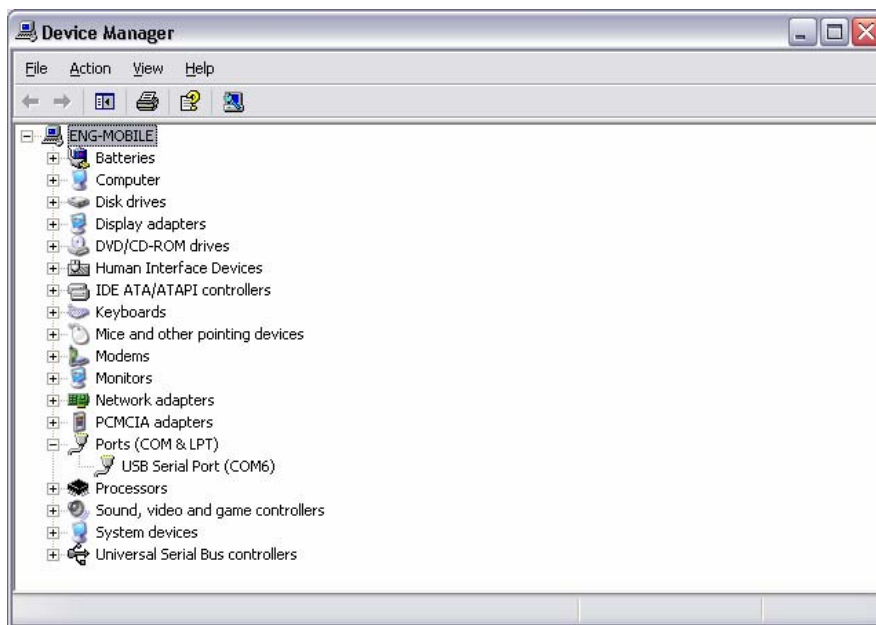 Device Manager
File Action View Help
ENG-MOBILE
Batteries
Computer
Disk drives
Display adapters
DVD/CD-ROM drives
Human Interface Devices
IDE ATA/ATAPI controllers
Keyboards
Mice and other pointing devices
Modems
Monitors
Network adapters
PCMCIA adapters
Ports (COM & LPT)
USB Serial Port (COM6)
Processors
Sound, video and game controllers
System devices
Universal Serial Bus controllers